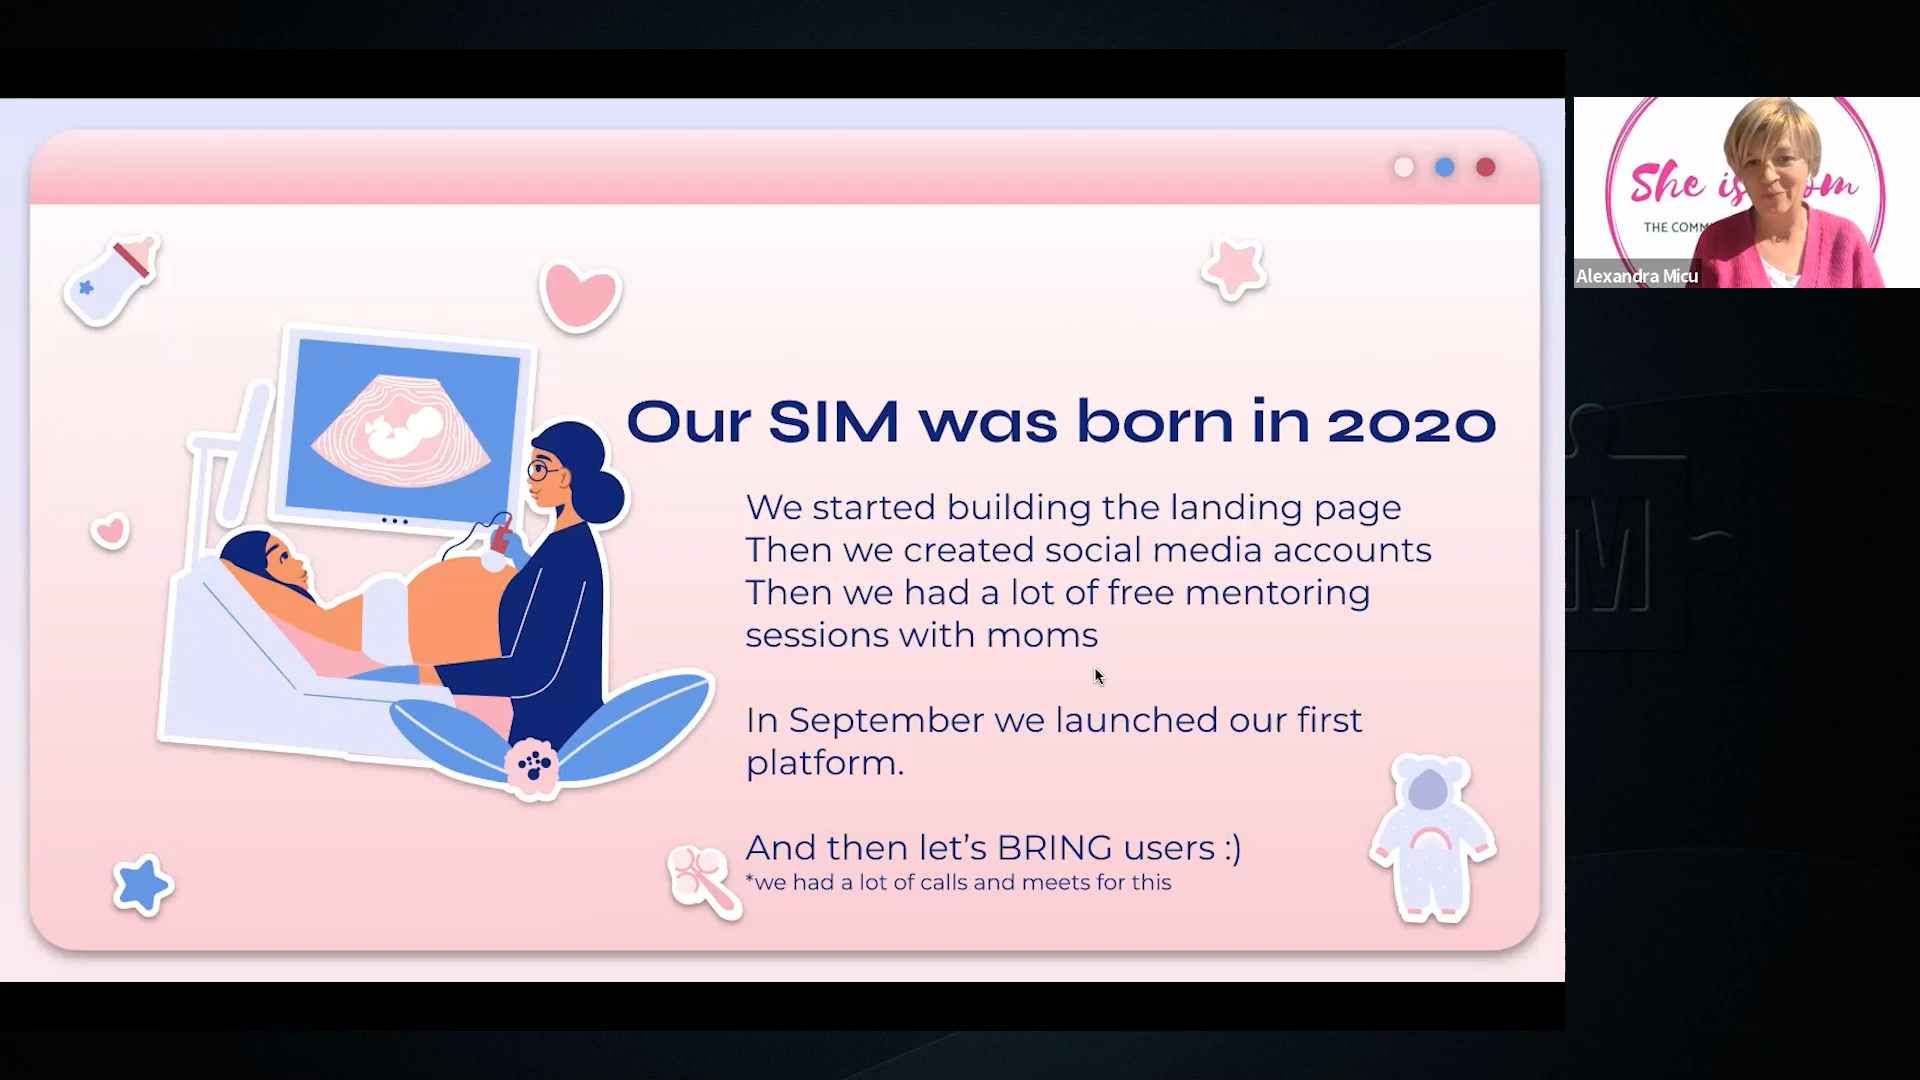 Our SIM was born in 2020
We started building the landing page
Then we created social media accounts
Then we had a lot of free mentoring
sessions with moms
In September we launched our first
platform.
And then let's BRING users :)
*we had a lot of calls and meets for this
She is
om
THE COMM
Alexandra Micu
M